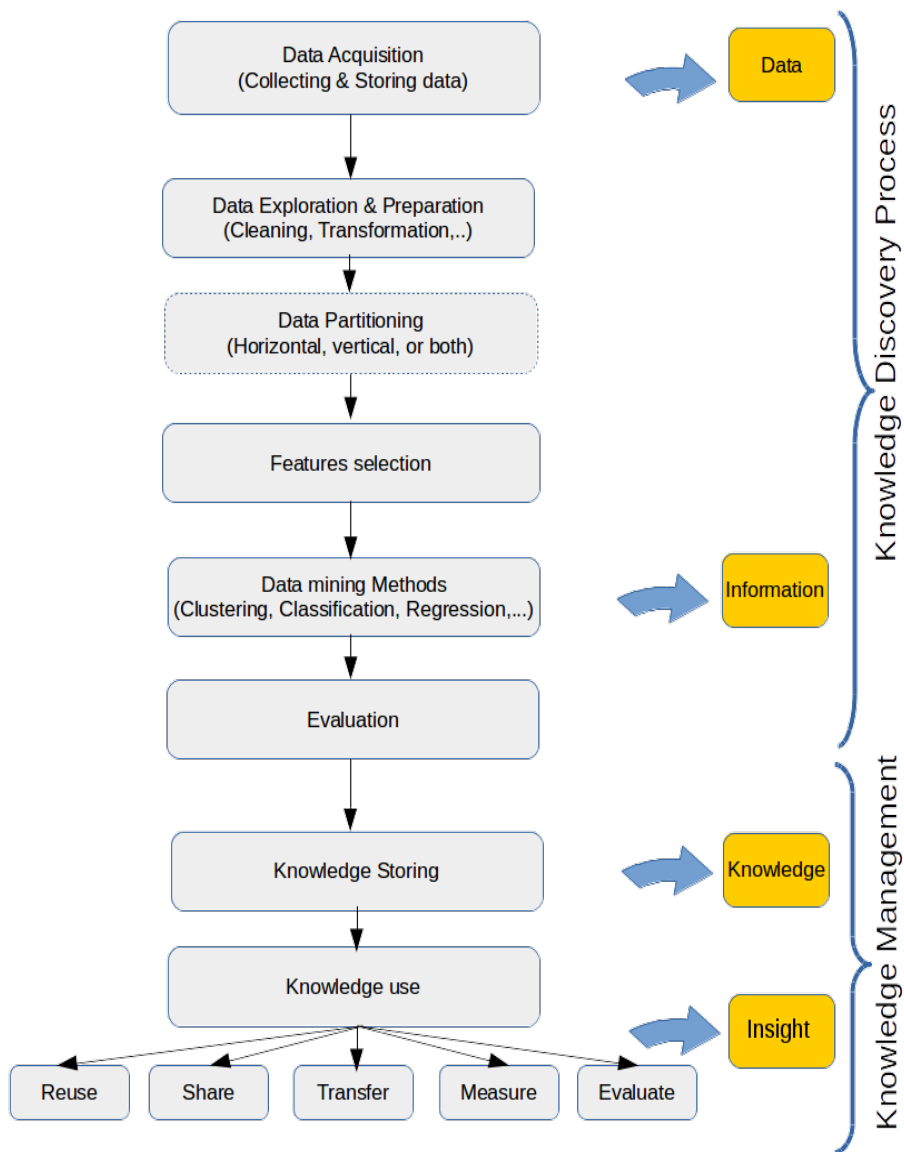 Data Acquisition
(Collecting & Storing data)
Data
Data Exploration & Preparation
(Cleaning, Transformation,..)
Data Partitioning
(Horizontal, vertical, or both)
Features selection
Data mining Methods
(Clustering, Classification, Regression,...)
Information
Evaluation
Knowledge Discovery Process
Knowledge Storing
Knowledge
Knowledge use
Insight
Reuse
Share
Transfer
Measure
Evaluate
Knowledge Management